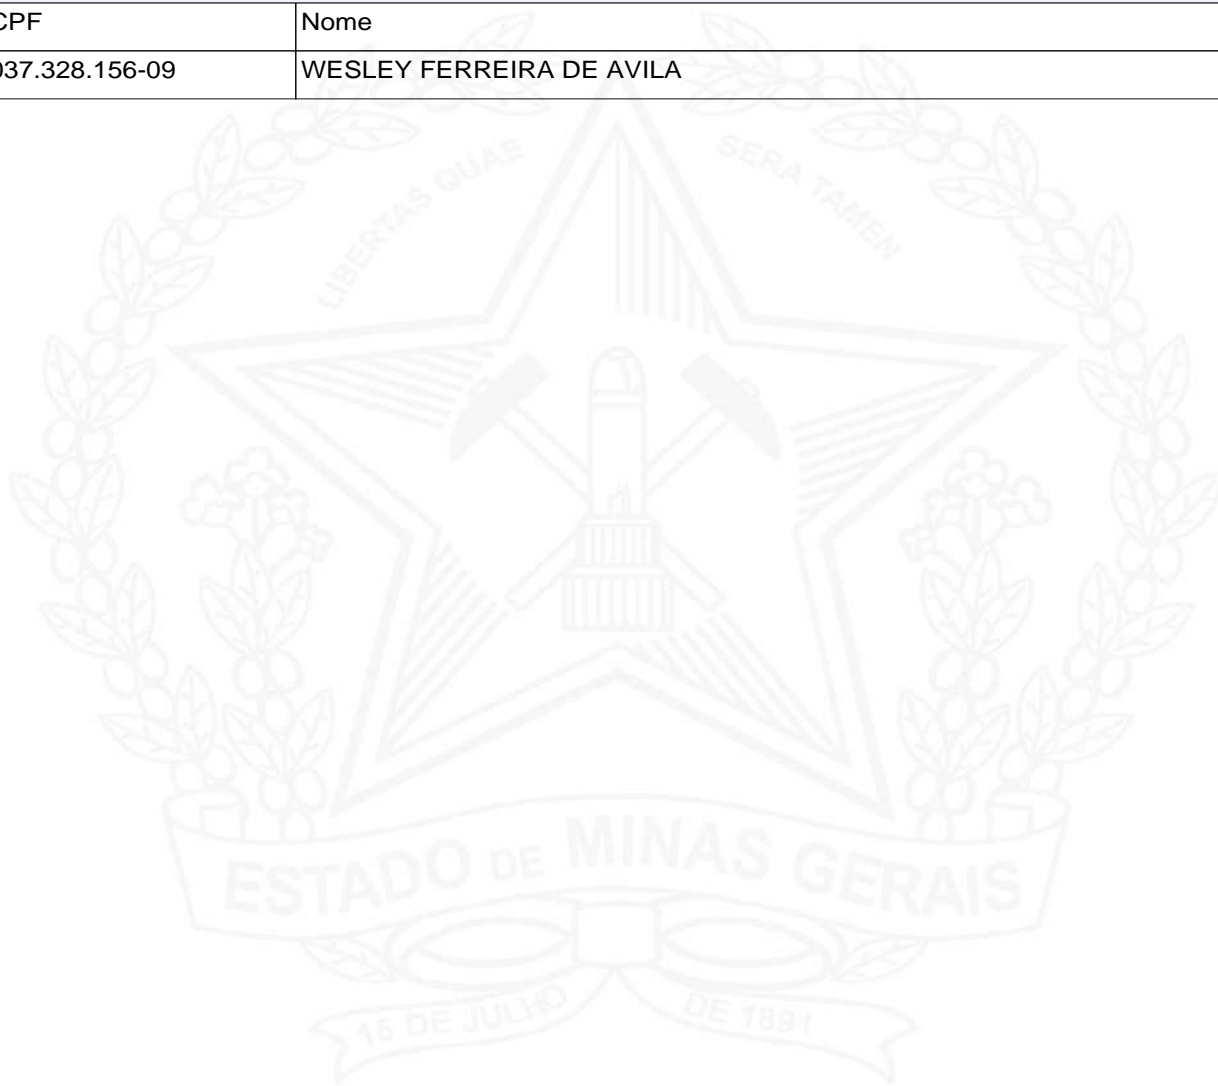 CPF Nome
037.328.156-09 WESLEY FERREIRA DE AVILA
LIBERTAS QUAE SERA TAMEN
ESTADO DE MINAS GERAIS
15 DE JULHO DE 1891